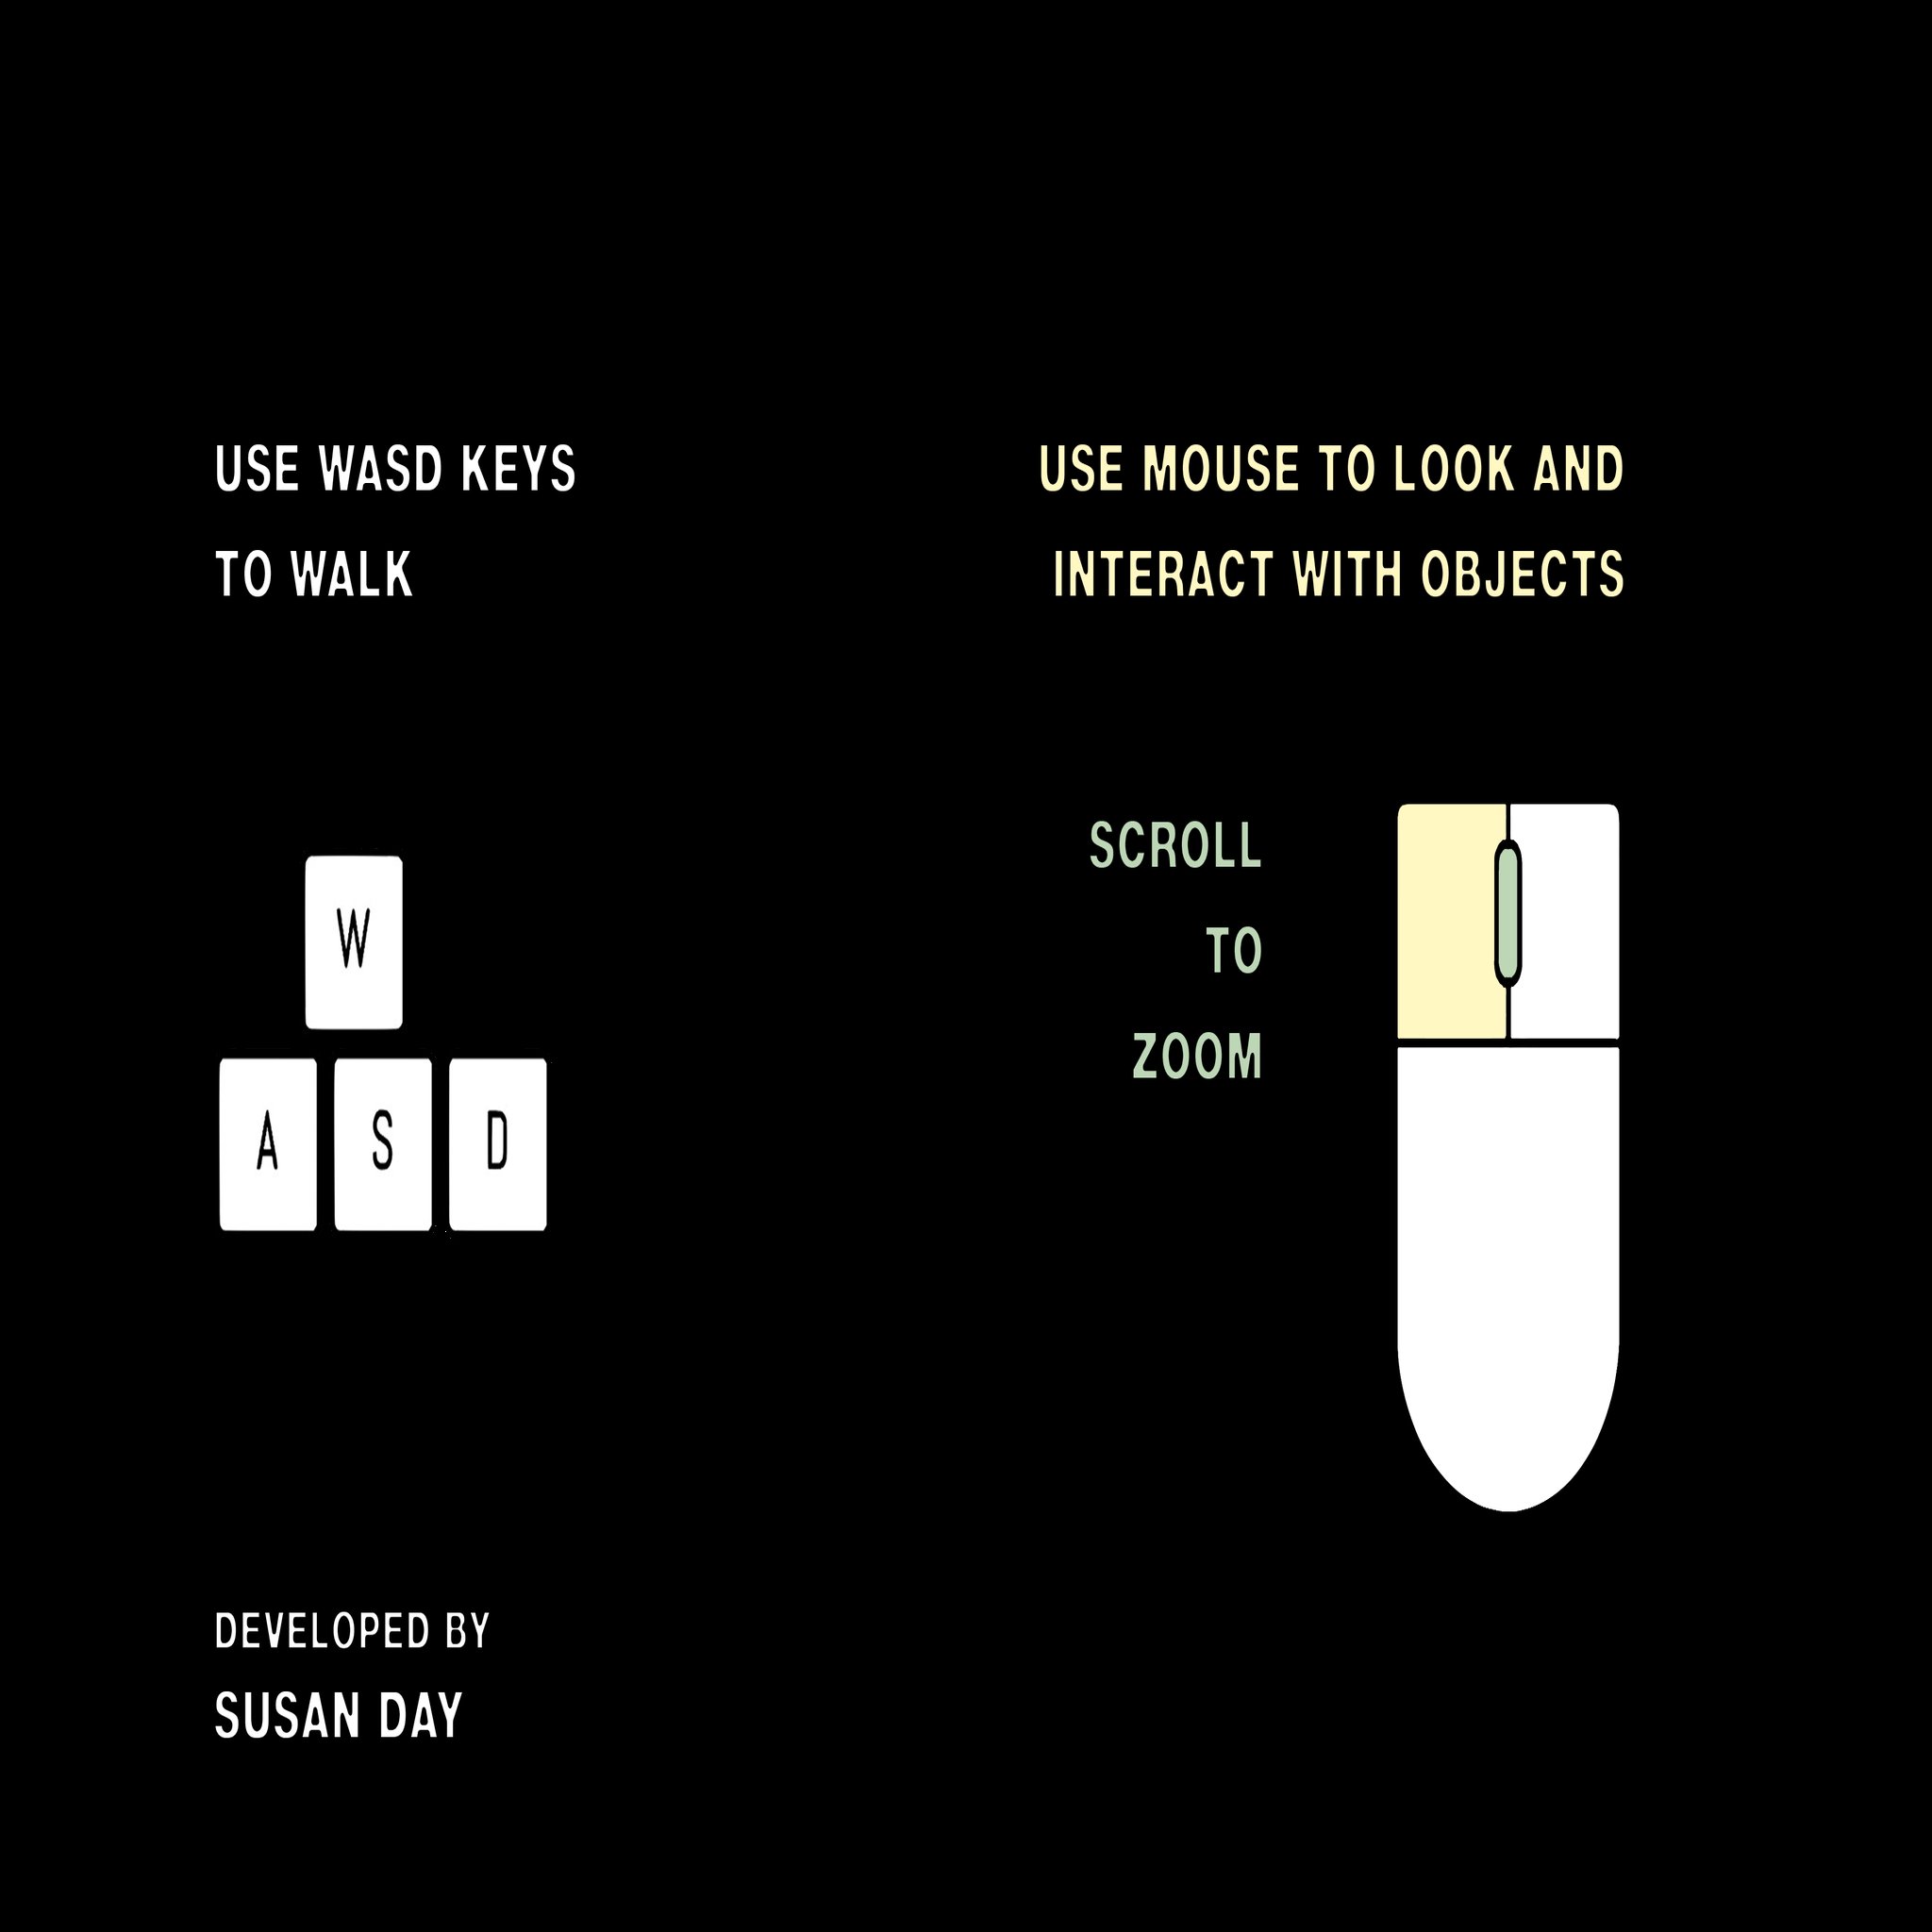 USE WASD KEYS
TO WALK
USE MOUSE TO LOOK AND
INTERACT WITH OBJECTS
SCROLL
TO
ZOOM
W
A S D
DEVELOPED BY
SUSAN DAY